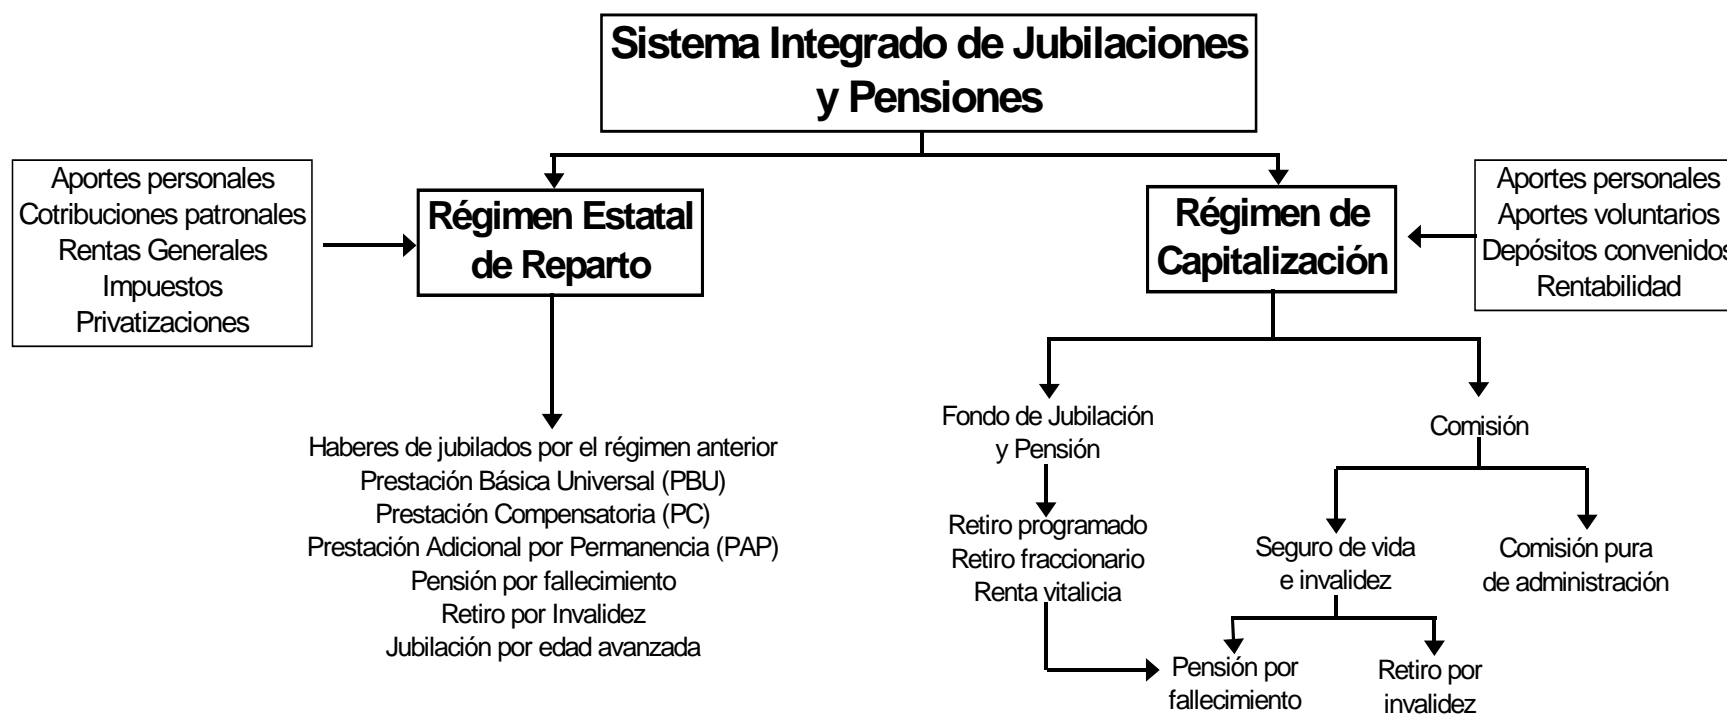 Sistema Integrado de Jubilaciones
y Pensiones
Aportes personales
Cotribuciones patronales
Rentas Generales
Impuestos
Privatizaciones
Régimen Estatal
de Reparto
Régimen de
Capitalización
Aportes personales
Aportes voluntarios
Depósitos convenidos
Rentabilidad
Haberes de jubilados por el régimen anterior
Prestación Básica Universal (PBU)
Prestación Compensatoria (PC)
Prestación Adicional por Permanencia (PAP)
Pensión por fallecimiento
Retiro por Invalidez
Jubilación por edad avanzada
Fondo de Jubilación
y Pensión
Comisión
Retiro programado
Retiro fraccionario
Renta vitalicia
Seguro de vida
e invalidez
Comisión pura
de administración
Pensión por
fallecimiento
Retiro por
invalidez